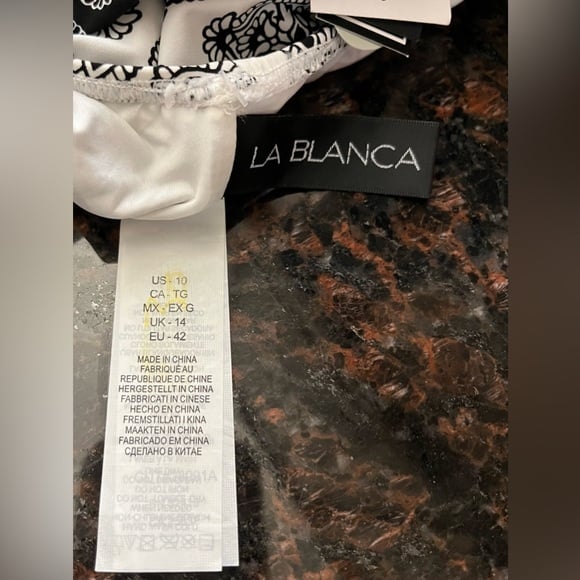 LA BLANCA
US - 10
CA - TG
MX - EX G
UK - 14
EU - 42
MADE IN CHINA
FABRIQUÉ AU
REPUBLIQUE DE CHINE
HERGESTELLT IN CHINA
FABBRICATI IN CINESE
HECHO EN CHINA
FREMSTILLATI I KINA
MAAKTEN IN CHINA
FABRICADO EM CHINA
СДЕЛАНО В КИТАЕ